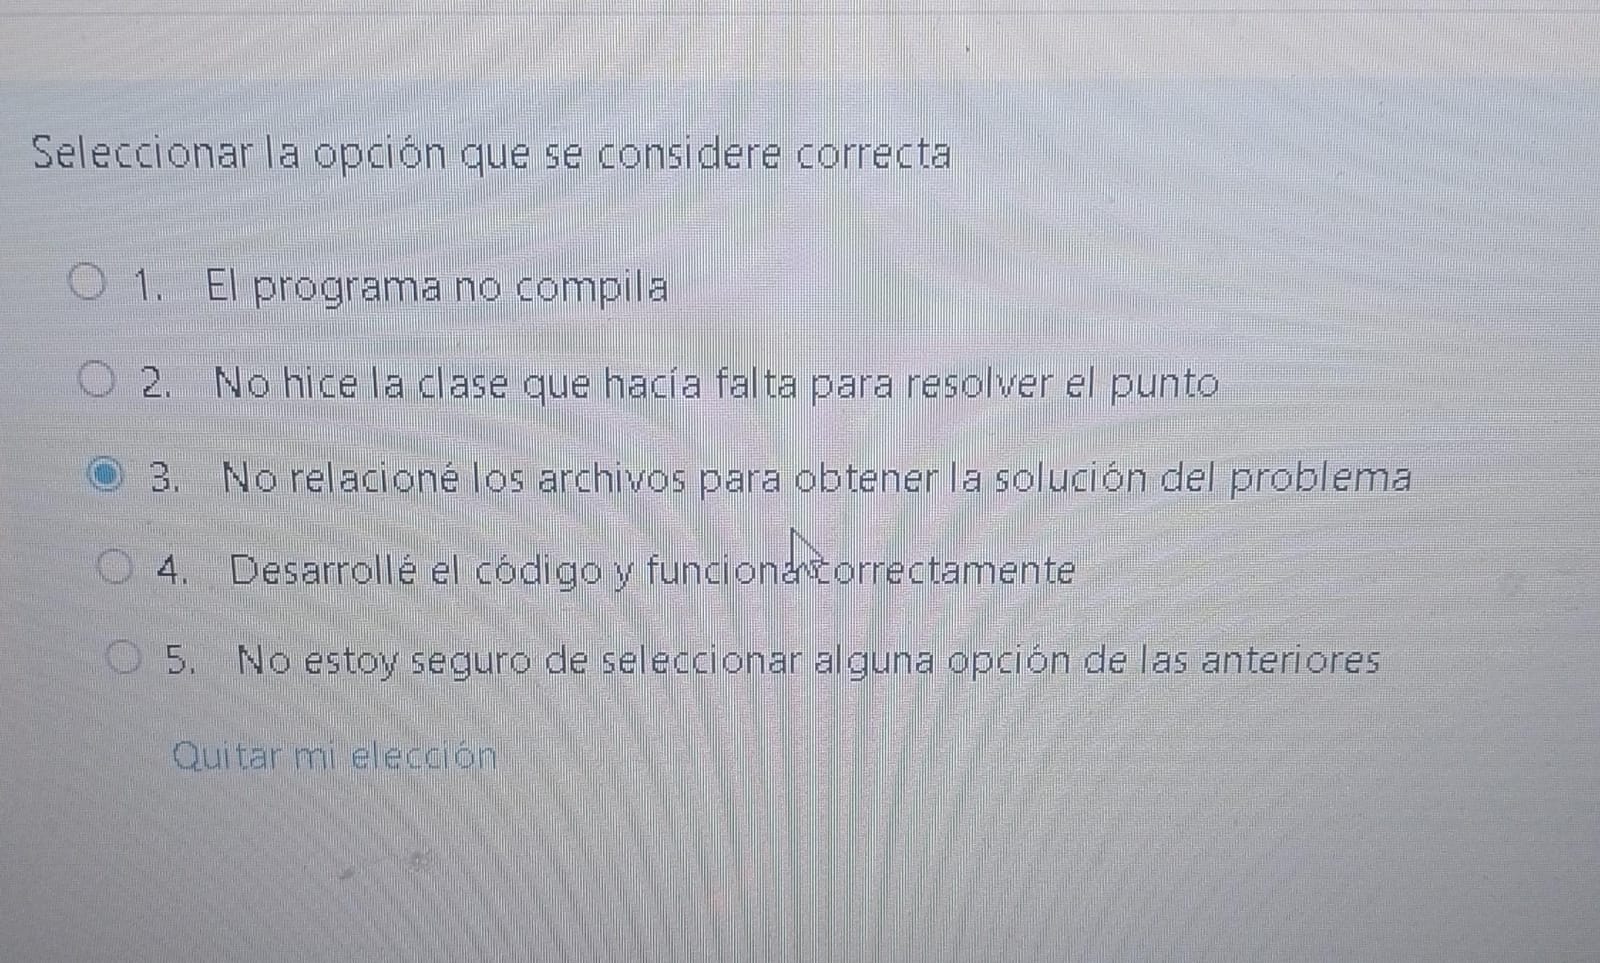 Seleccionar la opción que se considere correcta
1. El programa no compila
2. No hice la clase que hacía falta para resolver el punto
3. No relacioné los archivos para obtener la solución del problema
4. Desarrollé el código y funciona correctamente
5. No estoy seguro de seleccionar alguna opción de las anteriores
Quitar mi elección